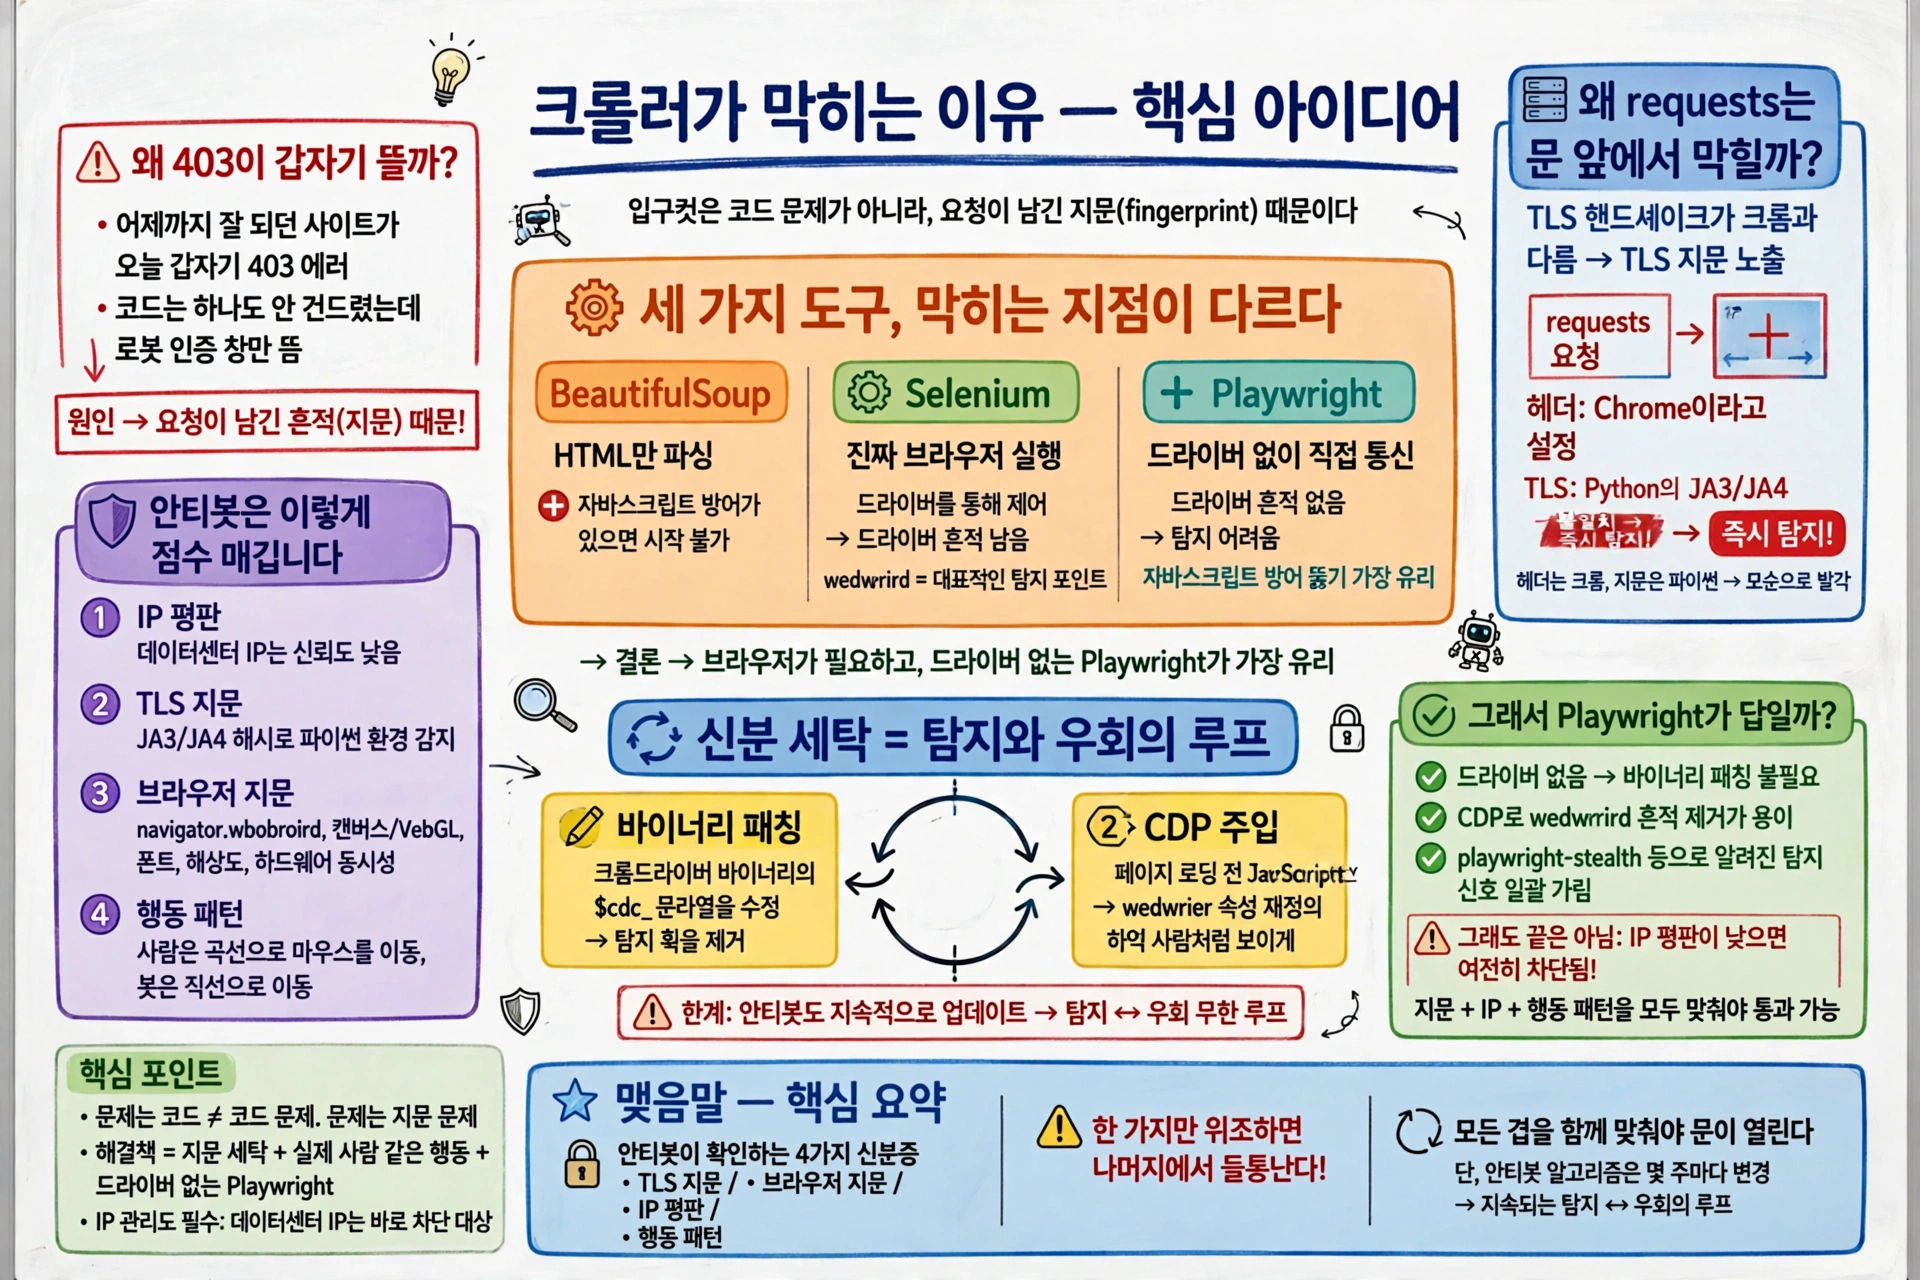 크롤러가 막히는 이유 — 핵심 아이디어
입구컷은 코드 문제가 아니라, 요청이 남긴 지문(fingerprint) 때문이다
왜 403이 갑자기 뜰까?
• 어제까지 잘 되던 사이트가
오늘 갑자기 403 에러
• 코드는 하나도 안 건드렸는데
로봇 인증 창만 뜸
원인 → 요청이 남긴 흔적(지문) 때문!
안티봇은 이렇게
점수 매깁니다
1 IP 평판
데이터센터 IP는 신뢰도 낮음
2 TLS 지문
JA3/JA4 해시로 파이썬 환경 감지
3 브라우저 지문
navigator.wbobroird, 캔버스/VebGL,
폰트, 해상도, 하드웨어 동시성
4 행동 패턴
사람은 곡선으로 마우스를 이동,
봇은 직선으로 이동
핵심 포인트
• 문제는 코드 ≠ 코드 문제. 문제는 지문 문제
• 해결책 = 지문 세탁 + 실제 사람 같은 행동 +
드라이버 없는 Playwright
• IP 관리도 필수: 데이터센터 IP는 바로 차단 대상
세 가지 도구, 막히는 지점이 다르다
BeautifulSoup
HTML만 파싱
자바스크립트 방어가
있으면 시작 불가
Selenium
진짜 브라우저 실행
드라이버를 통해 제어
→ 드라이버 흔적 남음
wedwrrird = 대표적인 탐지 포인트
Playwright
드라이버 없이 직접 통신
드라이버 흔적 없음
→ 탐지 어려움
자바스크립트 방어 뚫기 가장 유리
→ 결론 → 브라우저가 필요하고, 드라이버 없는 Playwright가 가장 유리
신분 세탁 = 탐지와 우회의 루프
바이너리 패칭
크롬드라이버 바이너리의
$cdc_ 문라열을 수정
→ 탐지 획을 제거
2 CDP 주입
페이지 로딩 전
→ wedwrier 속성 재정의
하억 사람처럼 보이게
한계: 안티봇도 지속적으로 업데이트 → 탐지 ↔ 우회 무한 루프
왜 requests는
문 앞에서 막힐까?
TLS 핸드셰이크가 크롬과
다름 → TLS 지문 노출
requests
요청
→
헤더: Chrome이라고
설정
TLS: Python의 JA3/JA4
→ 즉시 탐지!
헤더는 크롬, 지문은 파이썬 → 모순으로 발각
그래서 Playwright가 답일까?
드라이버 없음 → 바이너리 패칭 불필요
CDP로 wedwrrird 흔적 제거가 용이
playwright-stealth 등으로 알려진 탐지
신호 일괄 가림
그래도 끝은 아님: IP 평판이 낮으면
여전히 차단됨!
지문 + IP + 행동 패턴을 모두 맞춰야 통과 가능
맺음말 — 핵심 요약
안티봇이 확인하는 4가지 신분증
• TLS 지문 / • 브라우저 지문 /
• IP 평판 /
• 행동 패턴
한 가지만 위조하면
나머지에서 들통난다!
모든 겹을 함께 맞춰야 문이 열린다
단, 안티봇 알고리즘은 몇 주마다 변경
→ 지속되는 탐지 ↔ 우회의 루프